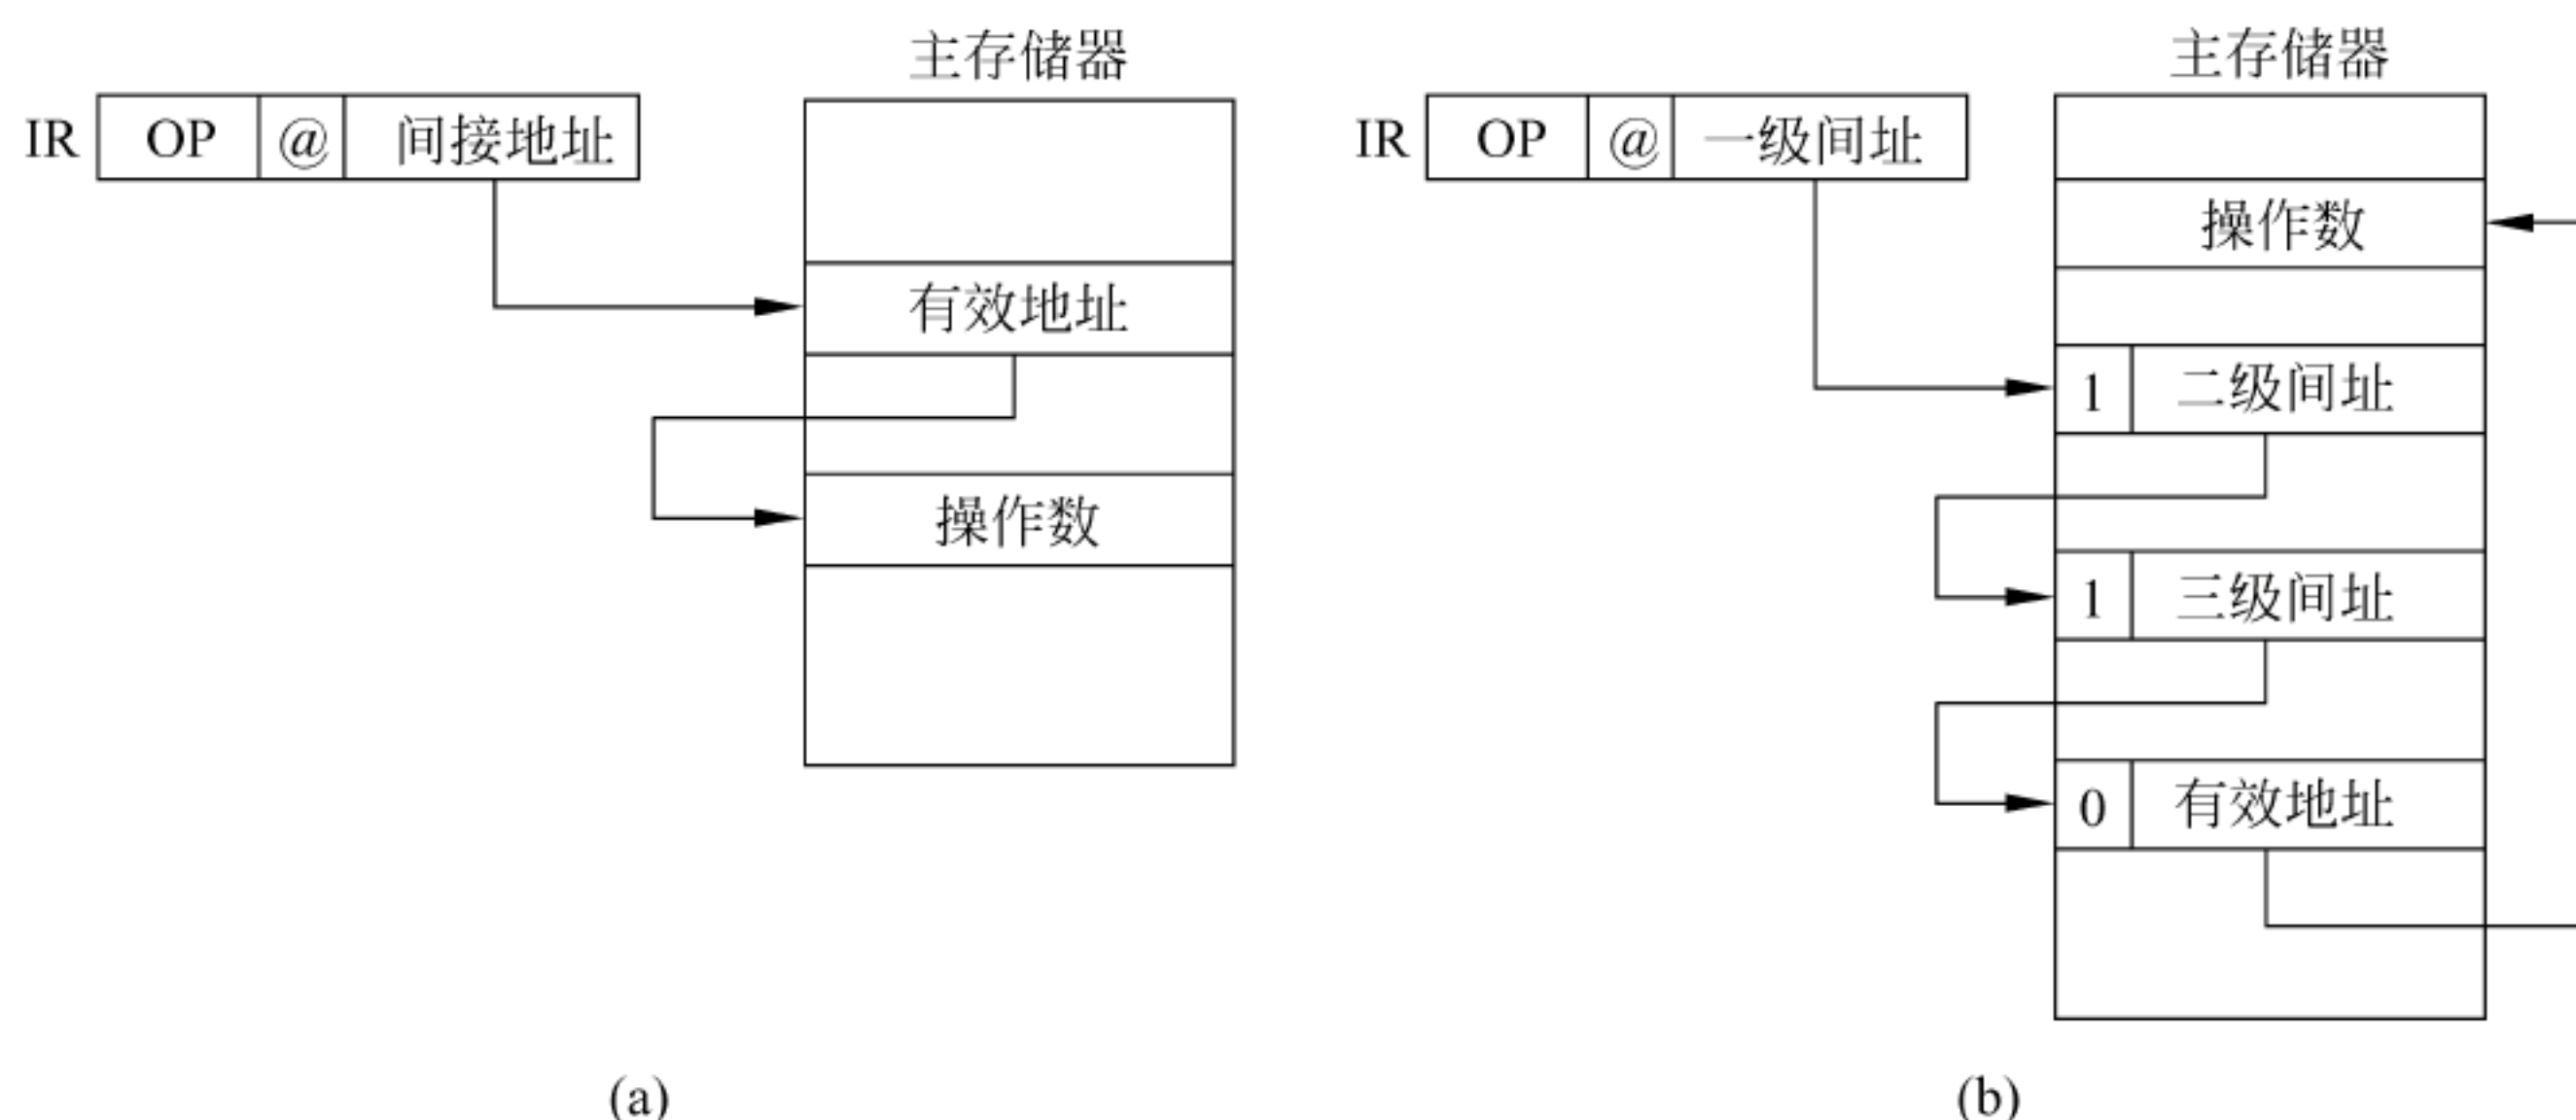 主存储器
IR OP @ 间接地址
有效地址
操作数
(a)
主存储器
IR OP @ 一级间址
操作数
1 二级间址
1 三级间址
0 有效地址
(b)